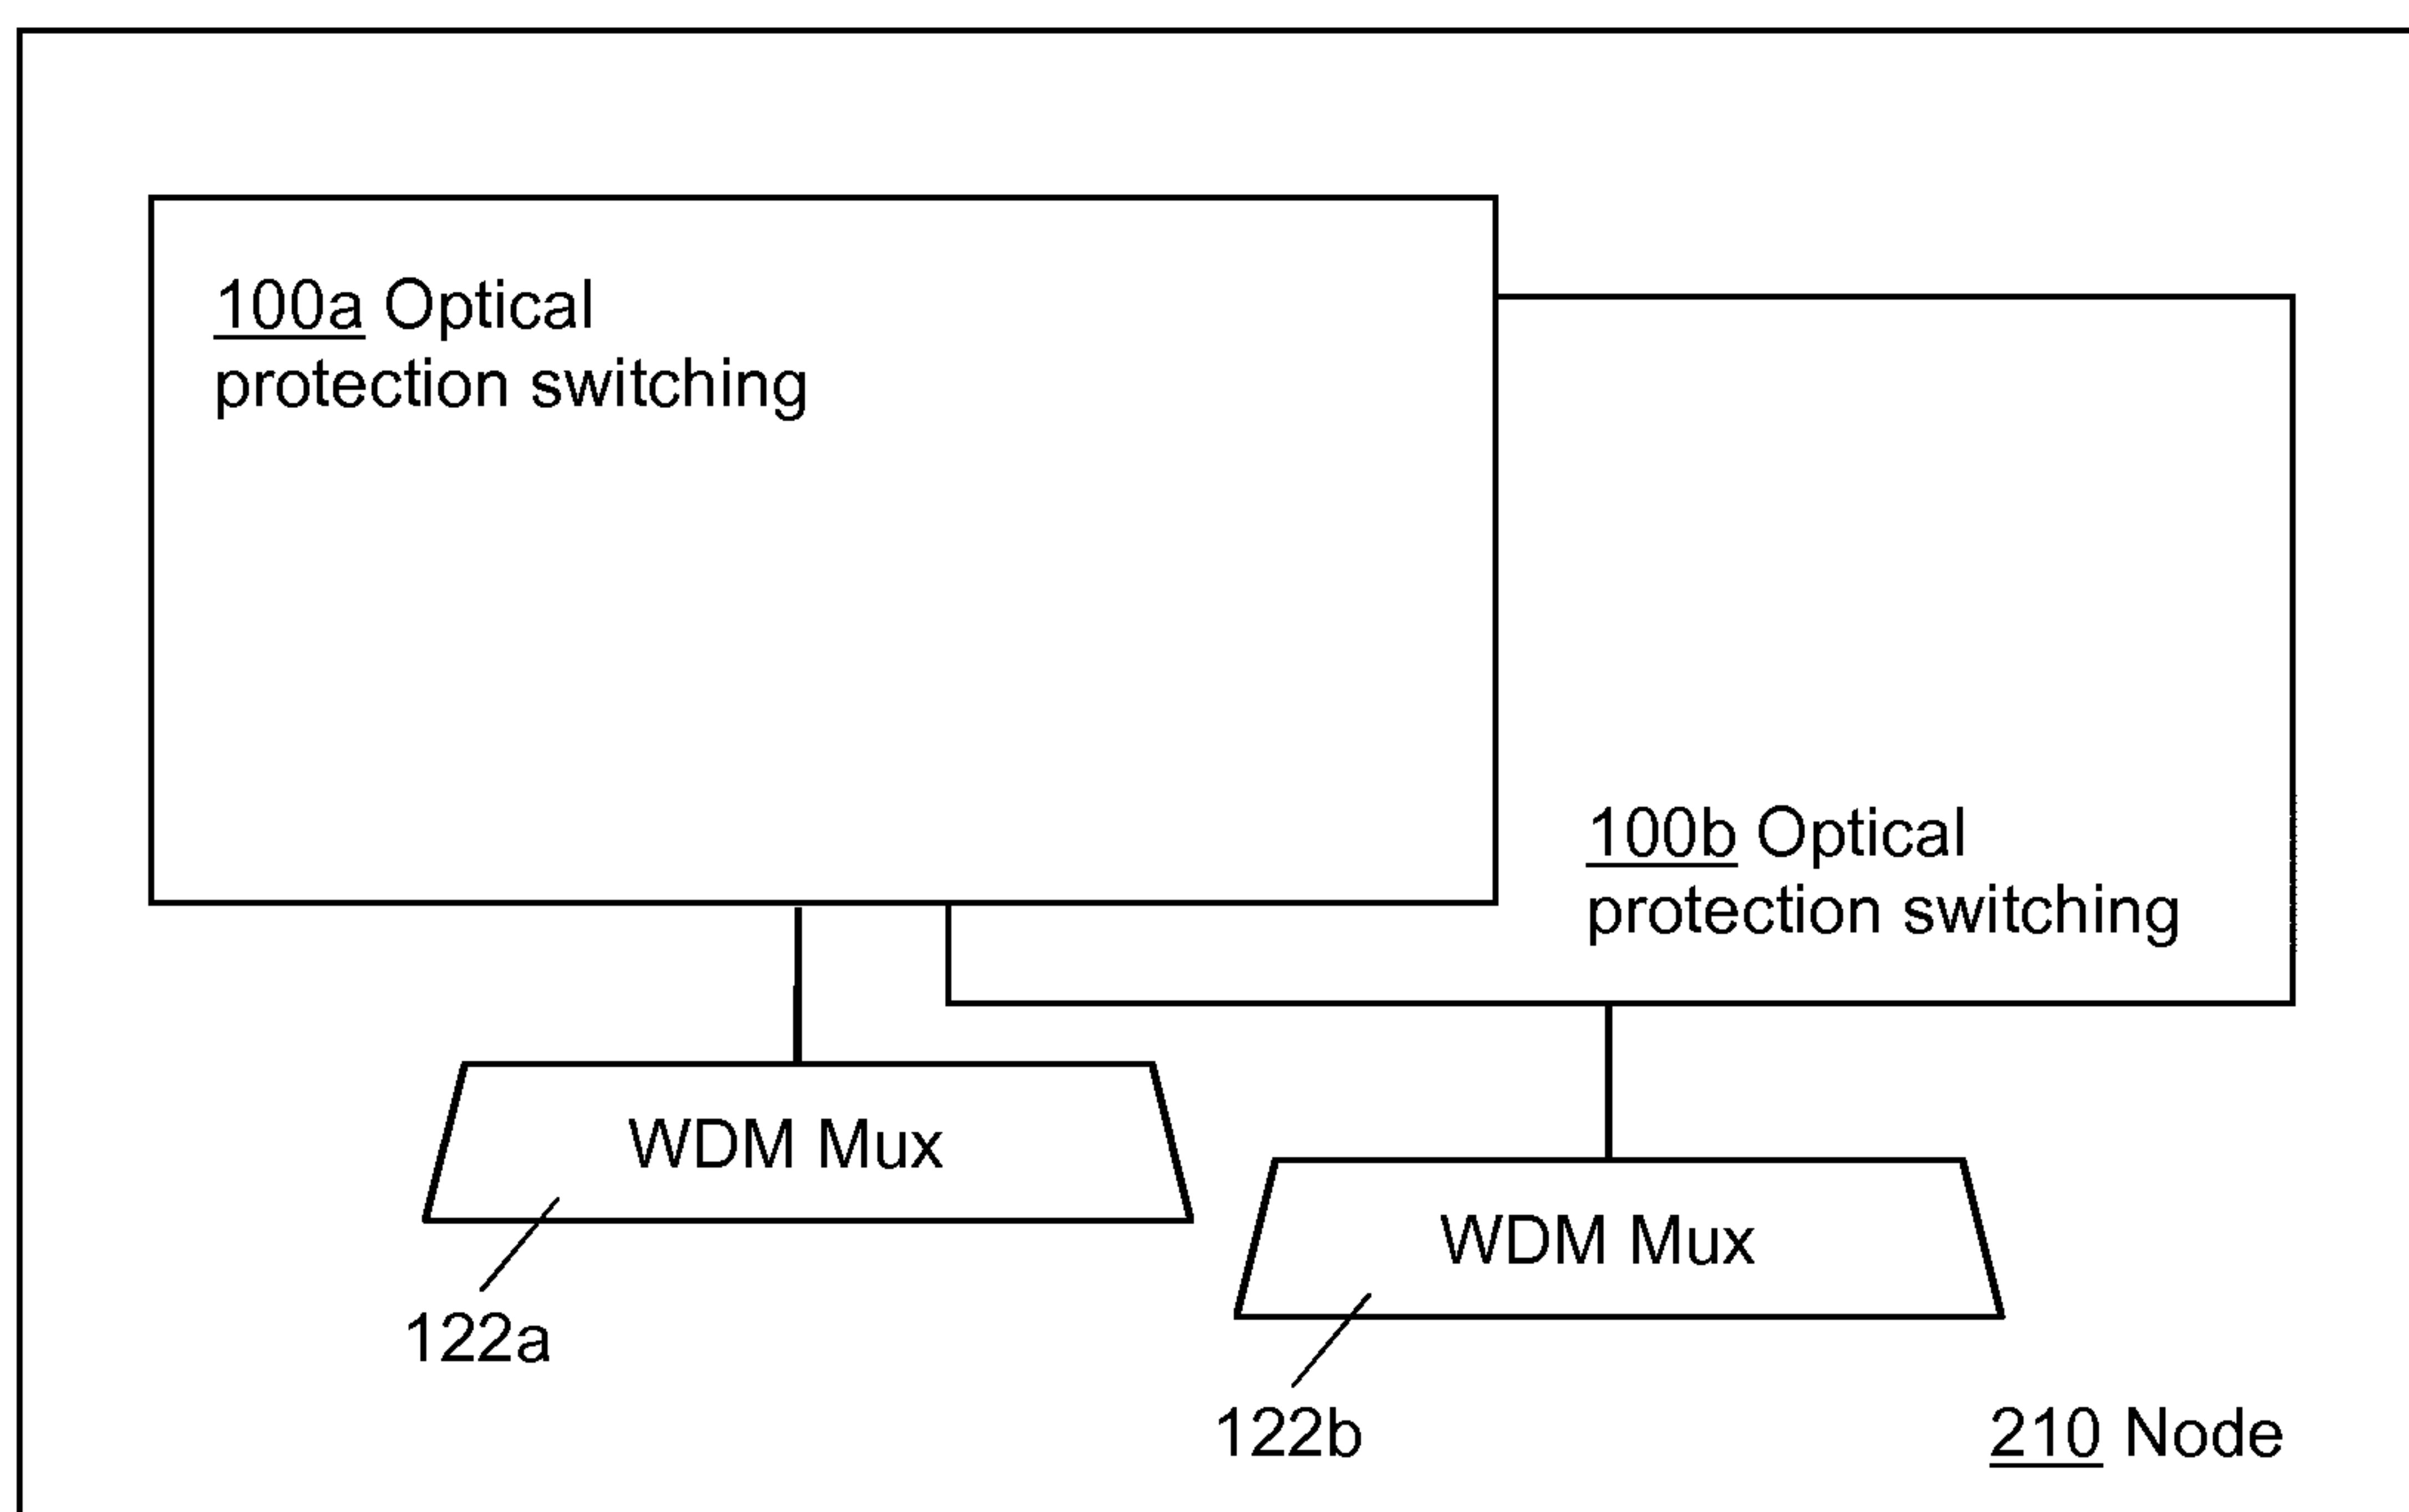 100a Optical
protection switching
100b Optical
protection switching
WDM Mux
WDM Mux
122a
122b
210 Node